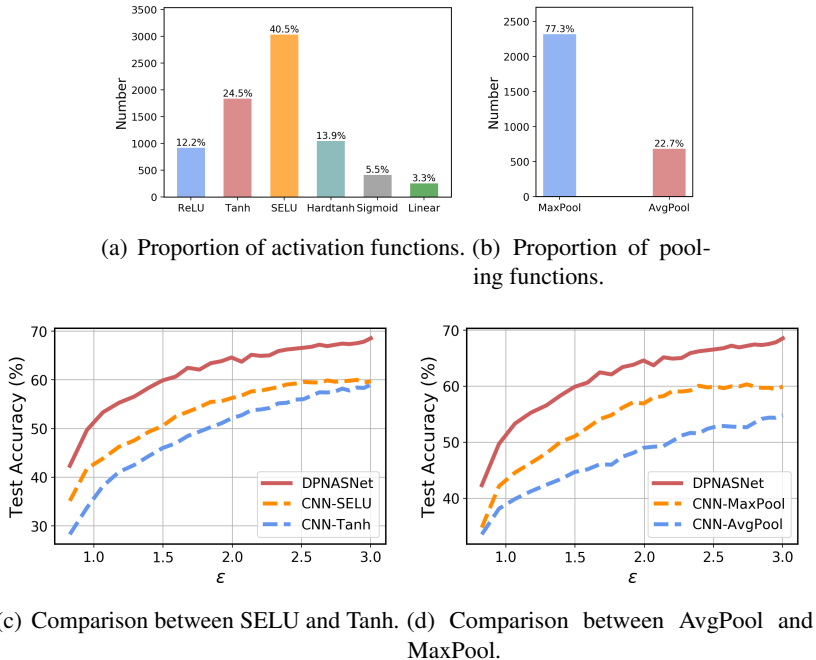 3500
3000
2500
2000
1500
1000
500
0
Number
12.2%
24.5%
40.5%
13.9%
5.5%
3.3%
ReLU Tanh SELU Hardtanh Sigmoid Linear
2500
2000
1500
1000
500
0
Number
77.3%
22.7%
MaxPool AvgPool
(a) Proportion of activation functions.
(b) Proportion of pool-
ing functions.
70
60
50
40
30
Test Accuracy (%)
DPNASNet
CNN-SELU
CNN-Tanh
1.0 1.5 2.0 2.5 3.0
ε
70
60
50
40
Test Accuracy (%)
DPNASNet
CNN-MaxPool
CNN-AvgPool
1.0 1.5 2.0 2.5 3.0
ε
c) Comparison between SELU and Tanh.
(d) Comparison between AvgPool and
MaxPool.